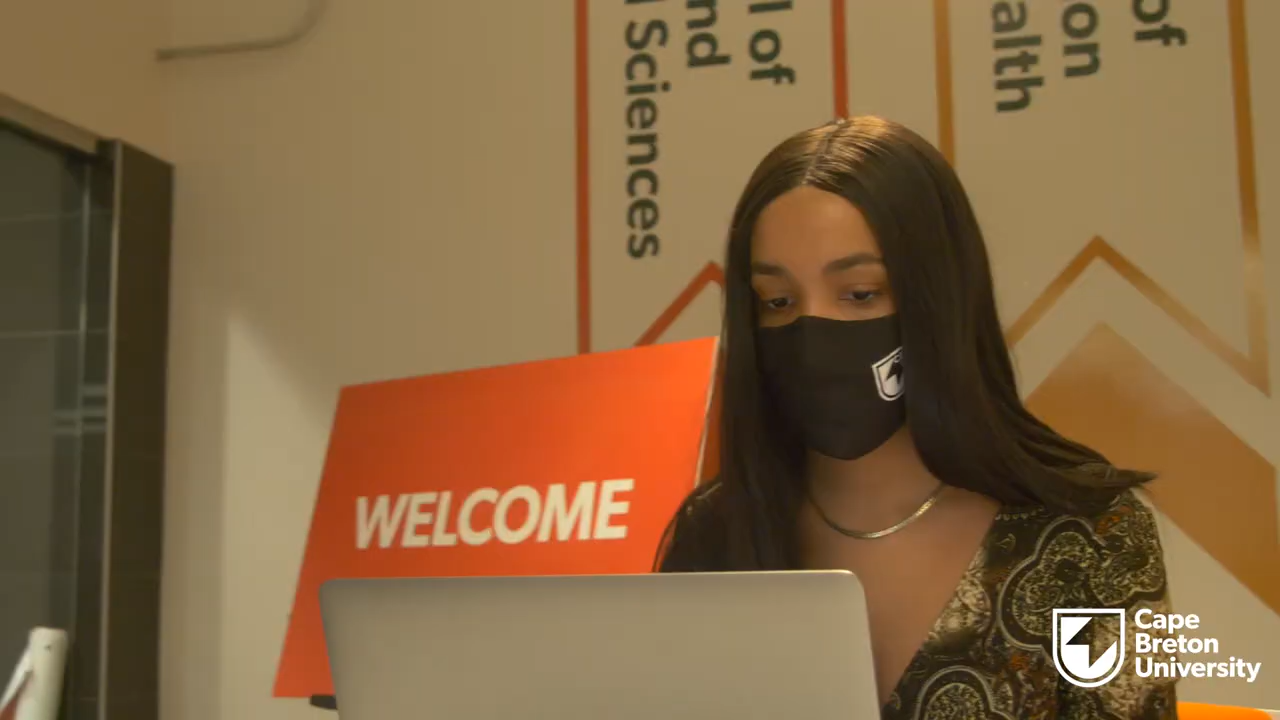 l of
nd
l Sciences
of
on
alth
WELCOME
Cape
Breton
University